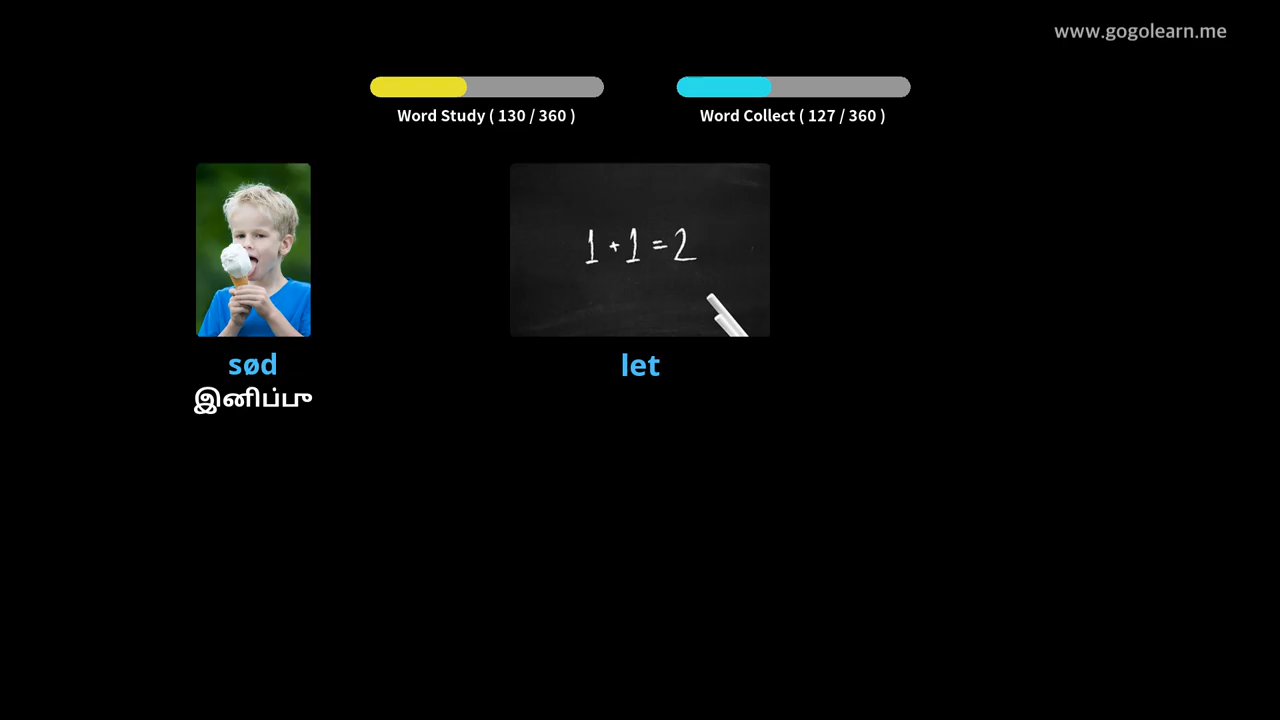 www.gogolearn.me
Word Study ( 130 / 360 )
Word Collect ( 127 / 360 )
1 + 1 = 2
sød
let
இனிப்பு